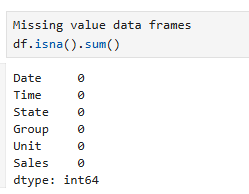 Missing value data frames
df.isna().sum()
Date 0
Time 0
State 0
Group 0
Unit 0
Sales 0
dtype: int64